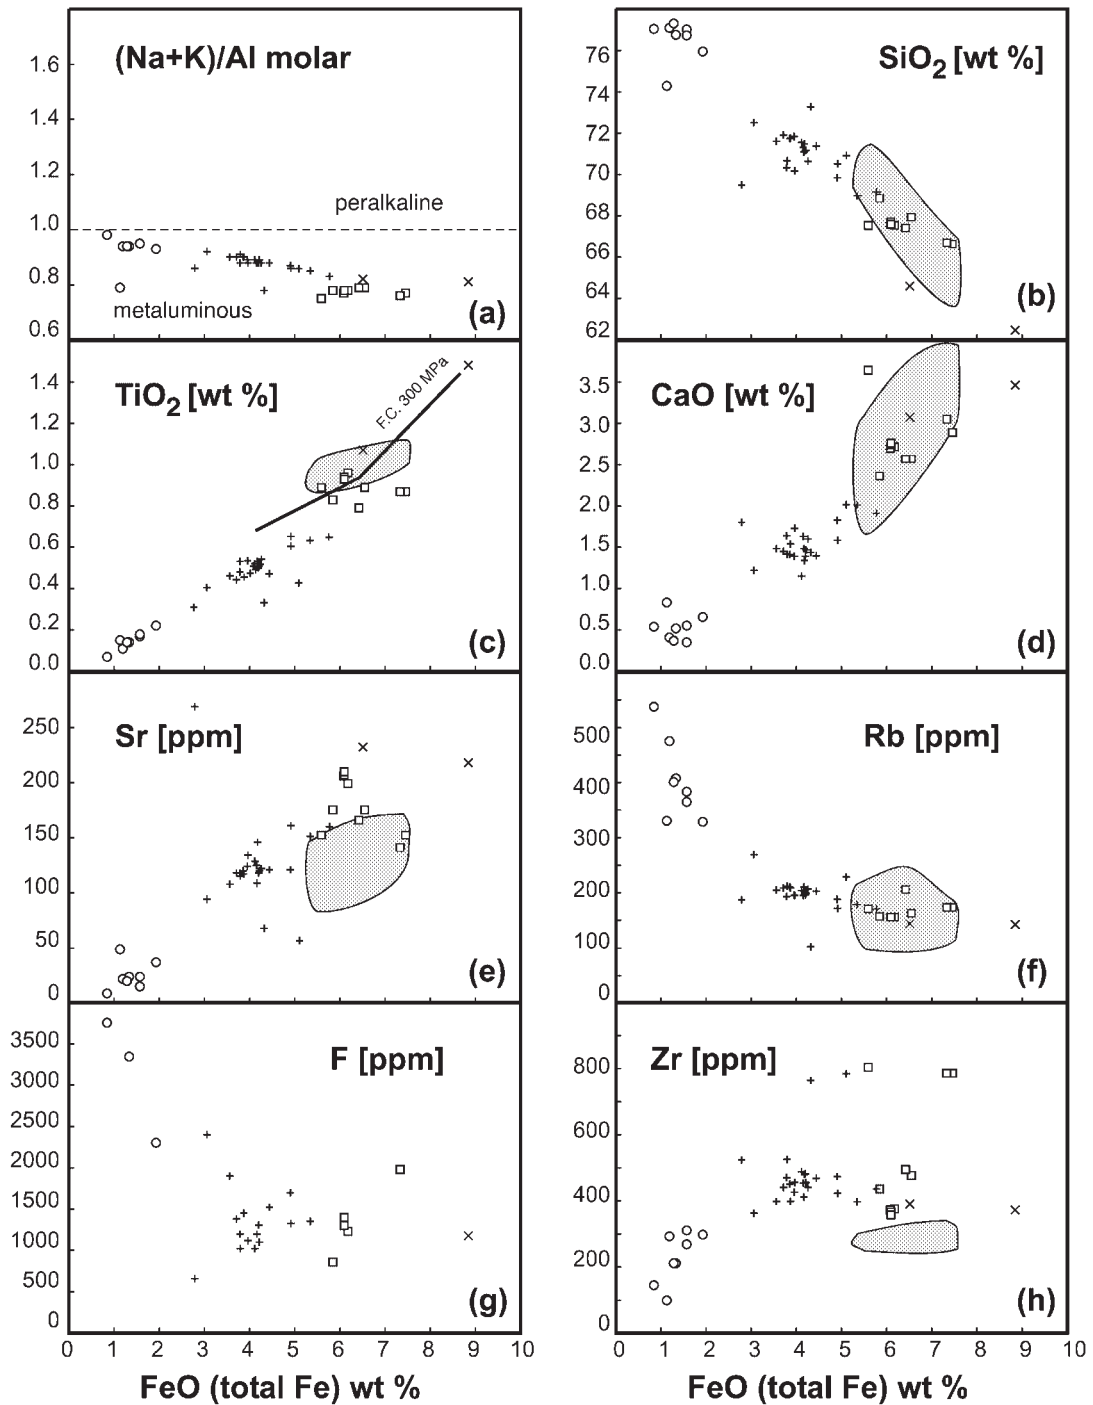 (Na+K)/Al molar
1.6
1.4
1.2
1.0
0.8
0.6
peralkaline
metaluminous
(a)
SiO2 [wt %]
76
74
72
70
68
66
64
62
(b)
TiO2 [wt %]
F.C. 300 MPa
1.4
1.2
1.0
0.8
0.6
0.4
0.2
0.0
(c)
CaO [wt %]
3.5
3.0
2.5
2.0
1.5
1.0
0.5
0.0
(d)
Sr [ppm]
250
200
150
100
50
0
(e)
Rb [ppm]
500
400
300
200
100
0
(f)
F [ppm]
3500
3000
2500
2000
1500
1000
500
0
(g)
Zr [ppm]
800
600
400
200
0
(h)
0 1 2 3 4 5 6 7 8 9 10
FeO (total Fe) wt %
0 1 2 3 4 5 6 7 8 9 10
FeO (total Fe) wt %